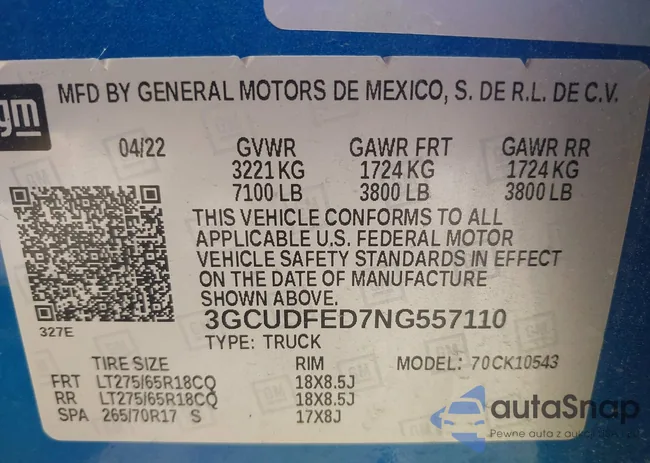 gm MFD BY GENERAL MOTORS DE MEXICO, S. DE R.L. DE C.V.
04/22 GVWR GAWR FRT GAWR RR
3221 KG 1724 KG 1724 KG
7100 LB 3800 LB 3800 LB
THIS VEHICLE CONFORMS TO ALL
APPLICABLE U.S. FEDERAL MOTOR
VEHICLE SAFETY STANDARDS IN EFFECT
ON THE DATE OF MANUFACTURE
SHOWN ABOVE.
327E
3GCUDFED7NG557110
TYPE: TRUCK
TIRE SIZE RIM MODEL: 70CK10543
FRT LT275/65R18CQ 18X8.5J
RR LT275/65R18CQ 18X8.5J
SPA 265/70R17 S 17X8J
autaSnap
Pewne auta z aukcji